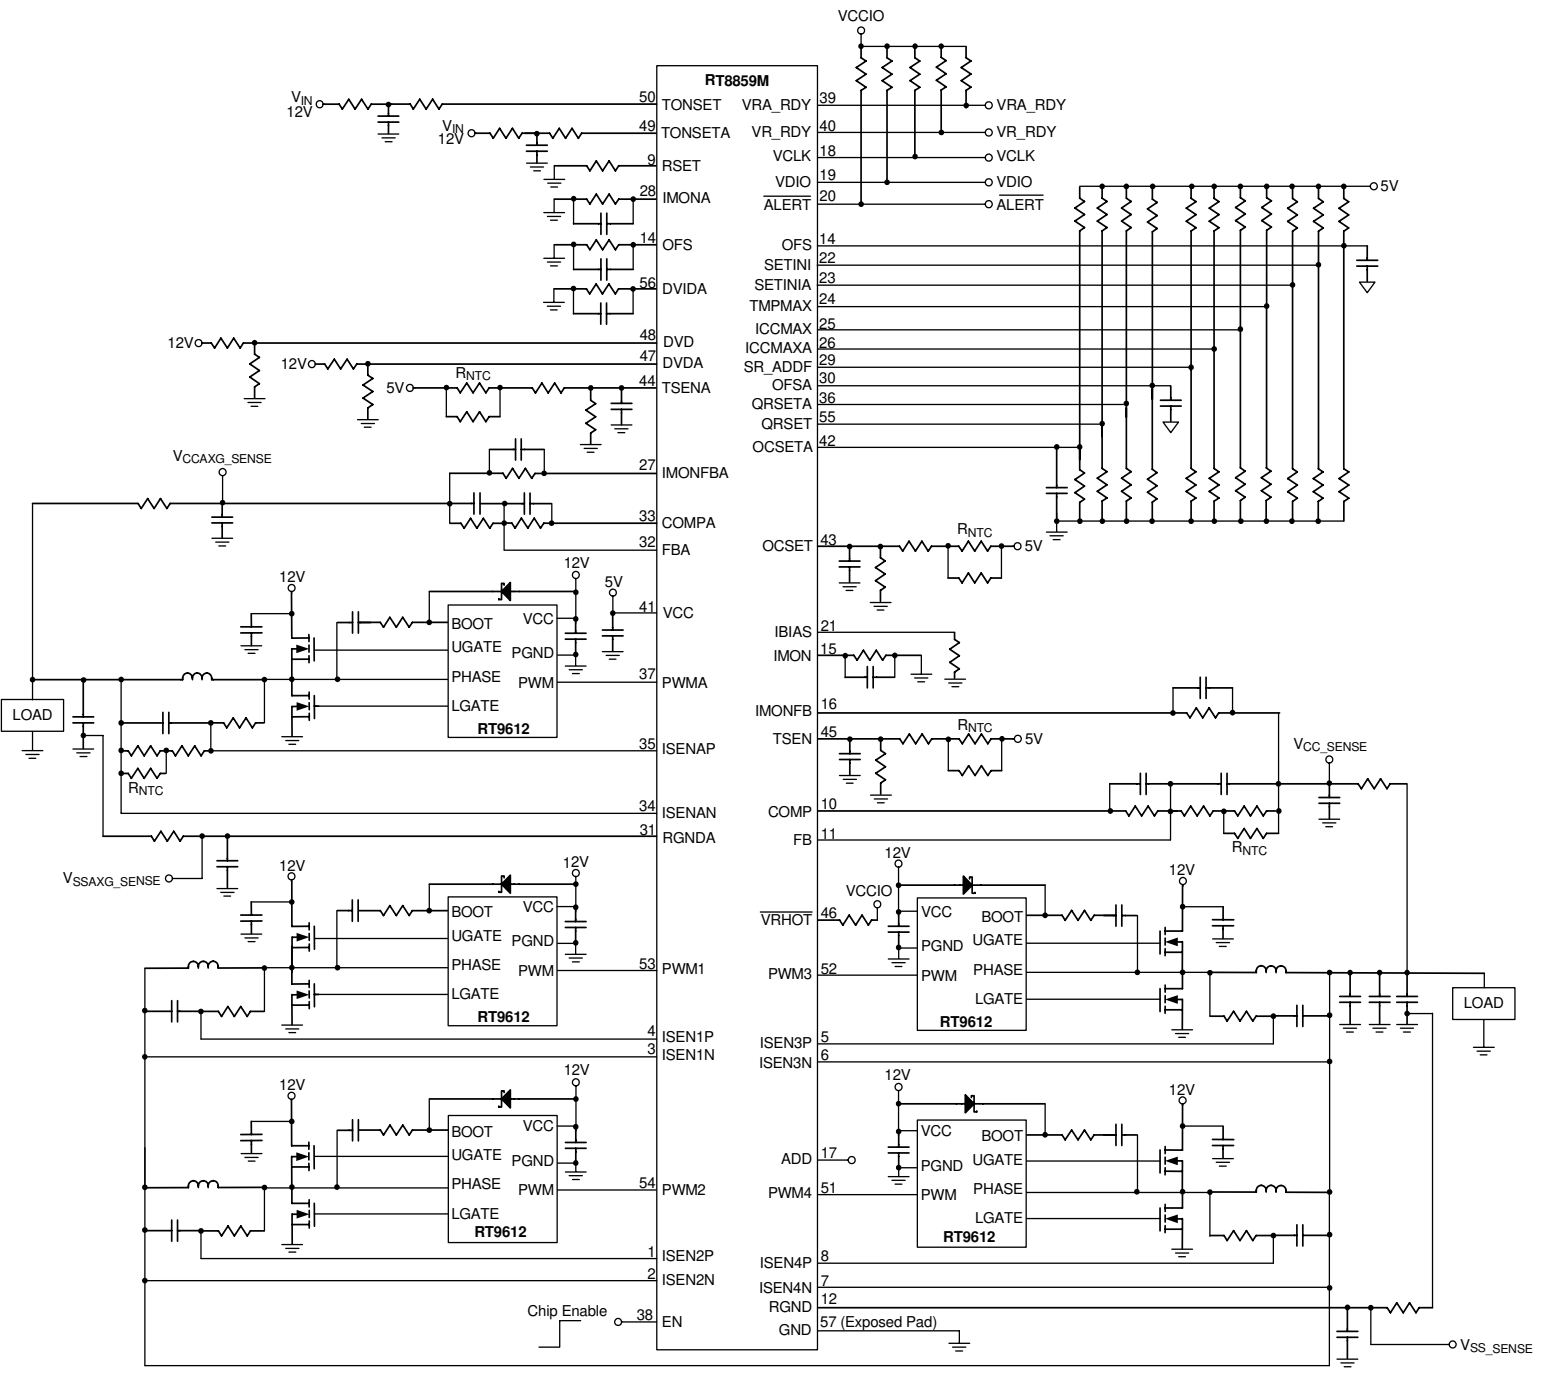 VCCIO
RT8859M
VIN
12V
50
TONSET
VIN
12V
49
TONSETA
9
RSET
28
IMONA
14
OFS
56
DVIDA
12V
48
DVD
12V
47
DVDA
5V
RNTC
44
TSENA
VCCAXG_SENSE
27
IMONFBA
33
COMPA
32
FBA
12V
12V
5V
41
VCC
BOOT
VCC
UGATE
PGND
PHASE
PWM
37
PWMA
LGATE
RT9612
LOAD
35
ISENAP
RNTC
34
ISENAN
31
RGNDA
VSSAXG_SENSE
12V
12V
BOOT
VCC
UGATE
PGND
PHASE
PWM
53
PWM1
LGATE
RT9612
4
ISEN1P
3
ISEN1N
12V
12V
BOOT
VCC
UGATE
PGND
PHASE
PWM
54
PWM2
LGATE
RT9612
1
ISEN2P
2
ISEN2N
Chip Enable
38
EN
VRA_RDY
39
VRA_RDY
VR_RDY
40
VR_RDY
VCLK
18
VCLK
VDIO
19
VDIO
ALERT
20
ALERT
5V
OFS
14
SETINI
22
SETINIA
23
TMPMAX
24
ICCMAX
25
ICCMAXA
26
SR_ADDF
29
OFSA
30
QRSETA
36
QRSET
55
OCSETA
42
OCSET
43
RNTC
5V
IBIAS
21
IMON
15
IMONFB
16
TSEN
45
RNTC
5V
VCC_SENSE
COMP
10
FB
11
RNTC
12V
12V
VCCIO
VRHOT
46
VCC
BOOT
PGND
UGATE
PWM3
52
PWM
PHASE
LGATE
RT9612
LOAD
ISEN3P
5
ISEN3N
6
12V
12V
VCC
BOOT
ADD
17
PGND
UGATE
PWM4
51
PWM
PHASE
LGATE
RT9612
ISEN4P
8
ISEN4N
7
RGND
12
GND
57 (Exposed Pad)
VSS_SENSE